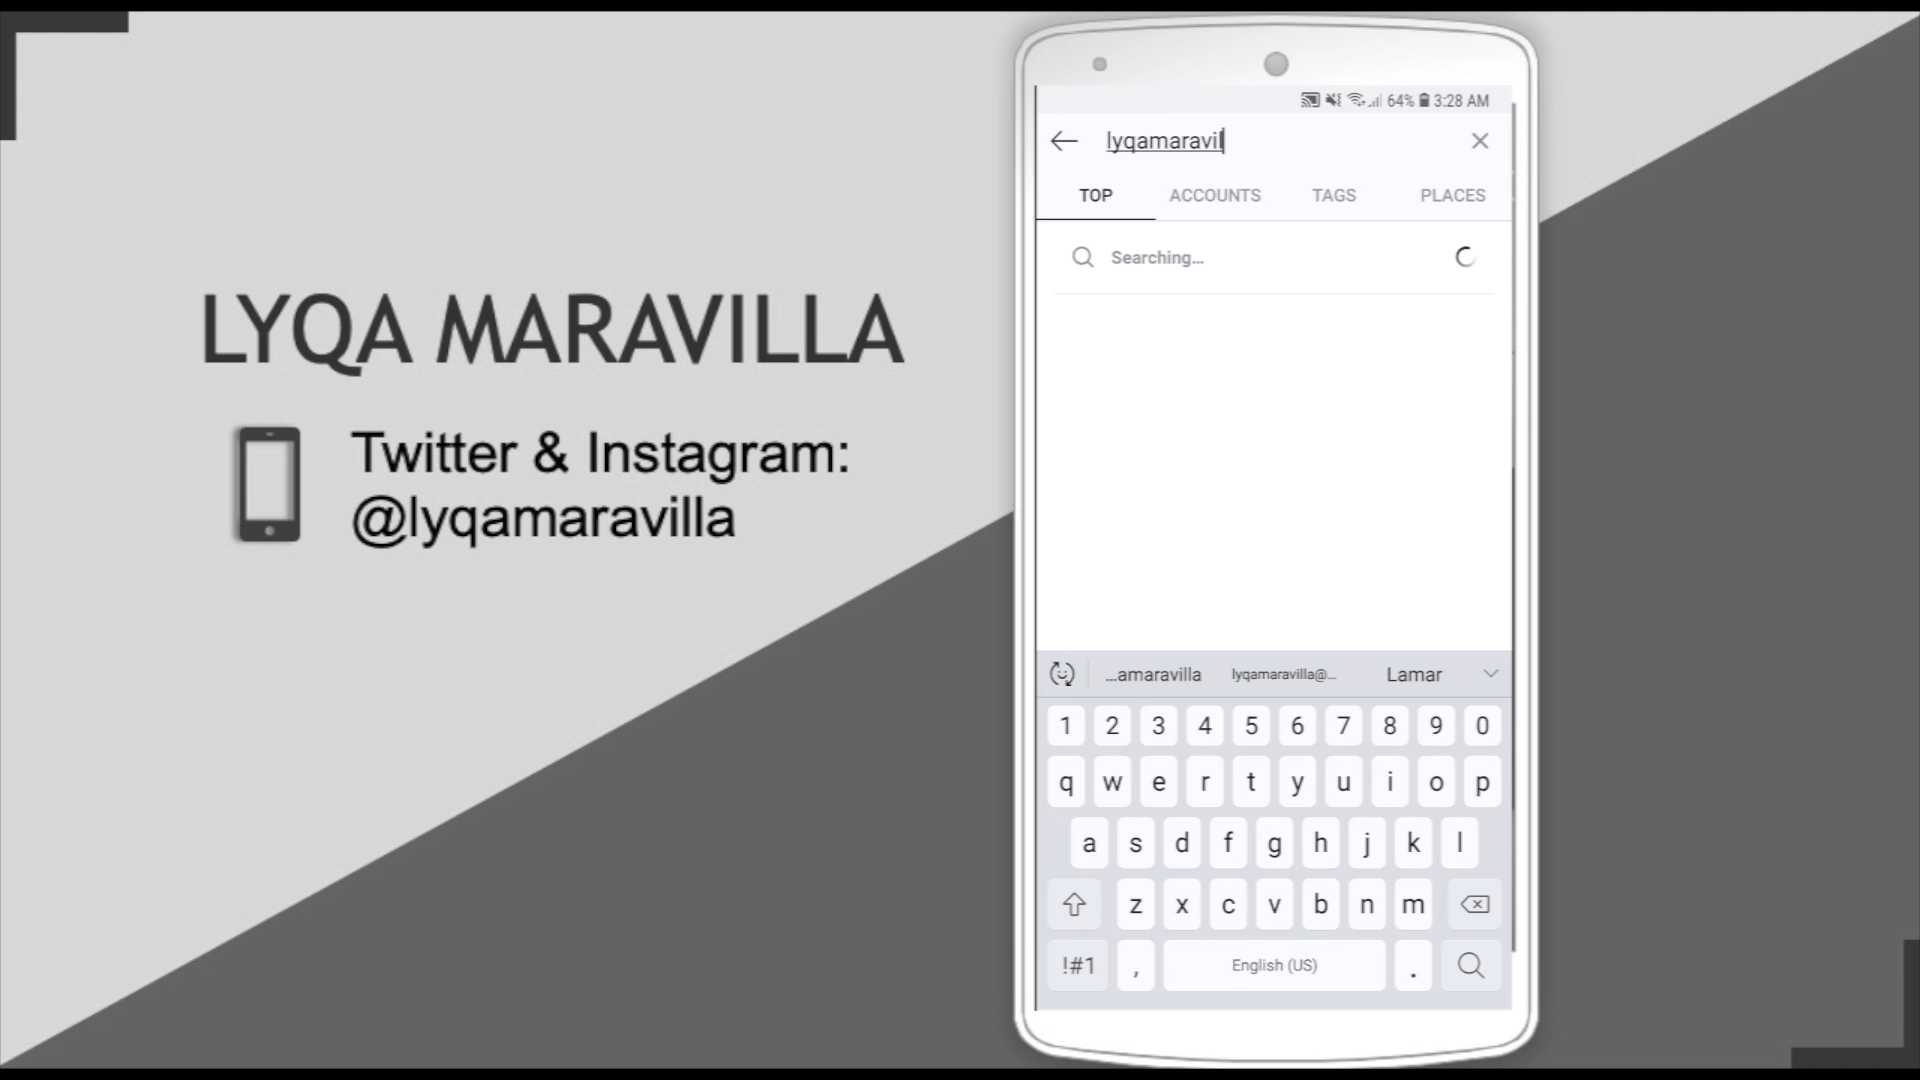 LYQA MARAVILLA
Twitter & Instagram:
@lyqamaravilla
64% 3:28 AM
lyqamaravil
TOP ACCOUNTS TAGS PLACES
Searching...
...amaravilla lyqamaravilla@... Lamar
1 2 3 4 5 6 7 8 9 0
q w e r t y u i o p
a s d f g h j k l
z x c v b n m
!#1 , English (US) .